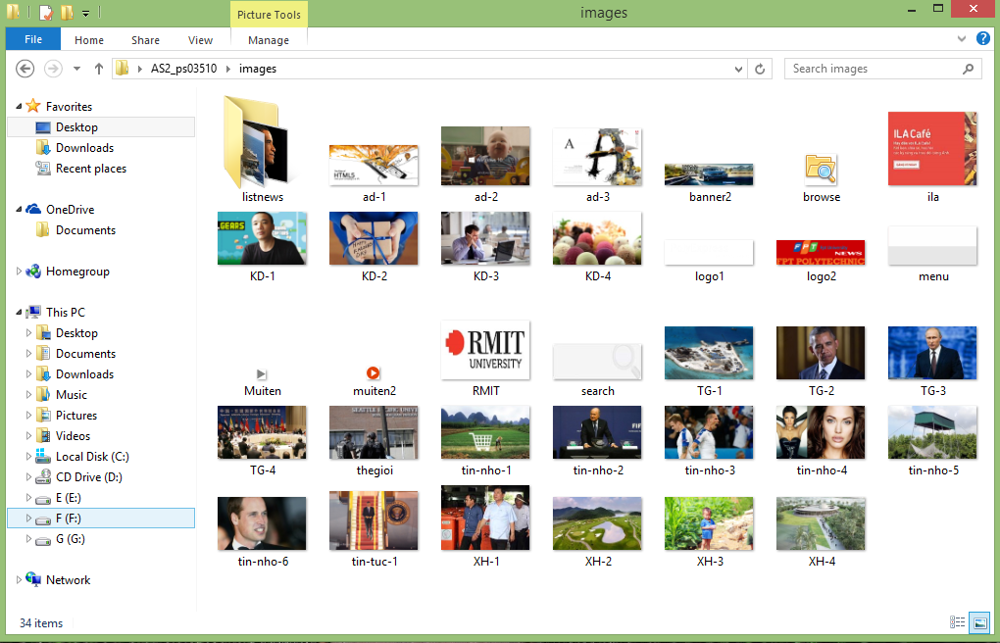 Picture Tools
images
File
Home
Share
View
Manage
AS2_ps03510
images
Search images
Favorites
Desktop
Downloads
Recent places
OneDrive
Documents
Homegroup
This PC
Desktop
Documents
Downloads
Music
Pictures
Videos
Local Disk (C:)
CD Drive (D:)
E (E:)
F (F:)
G (G:)
Network
HTML5
A
A
ILA Café
listnews
ad-1
ad-2
ad-3
banner2
browse
ila
GEARS
FPT
NEWS
FPT POLYTECHNIC
KD-1
KD-2
KD-3
KD-4
logo1
logo2
menu
RMIT
UNIVERSITY
Muiten
muiten2
RMIT
search
TG-1
TG-2
TG-3
FIFA
TG-4
thegioi
tin-nho-1
tin-nho-2
tin-nho-3
tin-nho-4
tin-nho-5
tin-nho-6
tin-tuc-1
XH-1
XH-2
XH-3
XH-4
34 items